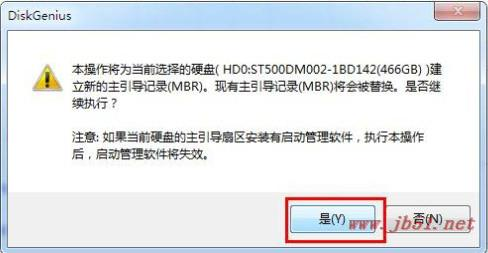 DiskGenius
本操作将为当前选择的硬盘( HD0:ST500DM002-1BD142(466GB) )建
立新的主引导记录(MBR)。现有主引导记录(MBR)将会被替换。是否继
续执行？
注意: 如果当前硬盘的主引导扇区安装有启动管理软件，执行本操作
后，启动管理软件将失效。
是(Y)
否(N)
www.jb51.net